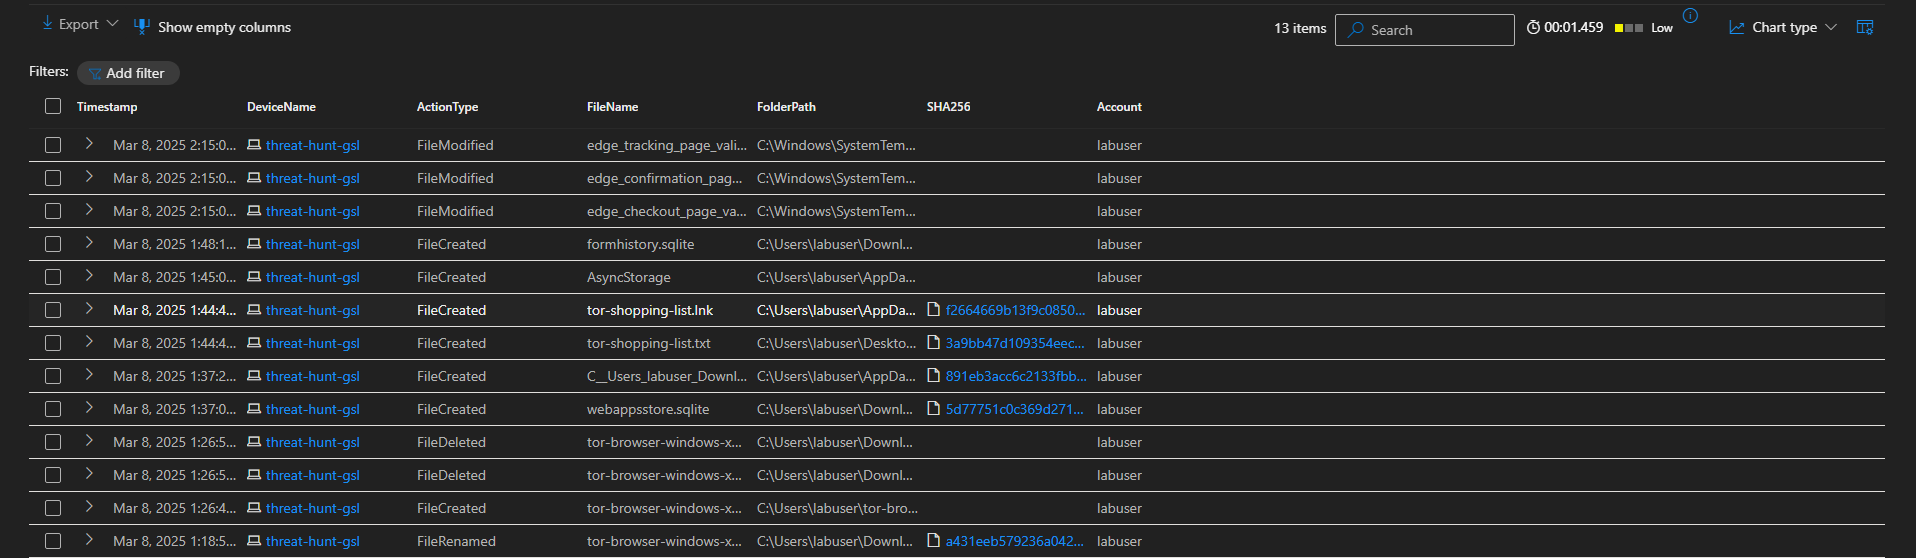 Export Show empty columns 13 items Search 00:01.459 Low Chart type
Filters: Add filter
Timestamp DeviceName ActionType FileName FolderPath SHA256 Account
Mar 8, 2025 2:15:0... threat-hunt-gsl FileModified edge_tracking_page_vali... C:\Windows\SystemTem... labuser
Mar 8, 2025 2:15:0... threat-hunt-gsl FileModified edge_confirmation_pag... C:\Windows\SystemTem... labuser
Mar 8, 2025 2:15:0... threat-hunt-gsl FileModified edge_checkout_page_va... C:\Windows\SystemTem... labuser
Mar 8, 2025 1:48:1... threat-hunt-gsl FileCreated formhistory.sqlite C:\Users\labuser\Downl... labuser
Mar 8, 2025 1:45:0... threat-hunt-gsl FileCreated AsyncStorage C:\Users\labuser\AppDa... labuser
Mar 8, 2025 1:44:4... threat-hunt-gsl FileCreated tor-shopping-list.lnk C:\Users\labuser\AppDa... f2664669b13f9c0850... labuser
Mar 8, 2025 1:44:4... threat-hunt-gsl FileCreated tor-shopping-list.txt C:\Users\labuser\Deskto... 3a9bb47d109354eec... labuser
Mar 8, 2025 1:37:2... threat-hunt-gsl FileCreated C__Users_labuser_Downl... C:\Users\labuser\AppDa... 891eb3acc6c2133fbb... labuser
Mar 8, 2025 1:37:0... threat-hunt-gsl FileCreated webappsstore.sqlite C:\Users\labuser\Downl... 5d77751c0c369d271... labuser
Mar 8, 2025 1:26:5... threat-hunt-gsl FileDeleted tor-browser-windows-x... C:\Users\labuser\Downl... labuser
Mar 8, 2025 1:26:5... threat-hunt-gsl FileDeleted tor-browser-windows-x... C:\Users\labuser\Downl... labuser
Mar 8, 2025 1:26:4... threat-hunt-gsl FileCreated tor-browser-windows-x... C:\Users\labuser\tor-bro... labuser
Mar 8, 2025 1:18:5... threat-hunt-gsl FileRenamed tor-browser-windows-x... C:\Users\labuser\Downl... a431eeb579236a042... labuser